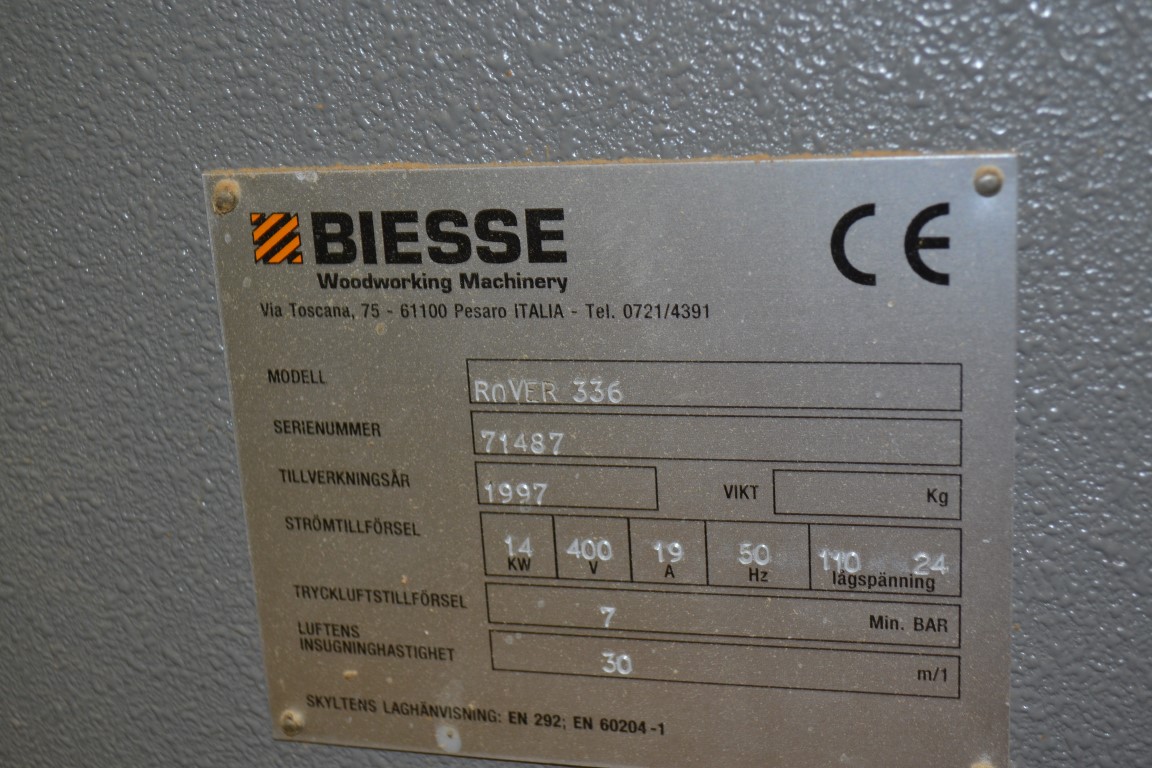 BIESSE
CE
Woodworking Machinery
Via Toscana, 75 - 61100 Pesaro ITALIA - Tel. 0721/4391
MODELL ROVER 336
SERIENUMMER 71487
TILLVERKNINGSÅR 1997 VIKT Kg
STRÖMTILLFÖRSEL 14 KW 400 V 19 A 50 Hz 110 24 lågspänning
TRYCKLUFTSTILLFÖRSEL 7 Min. BAR
LUFTENS
INSUGNINGHASTIGHET 30 m/1
SKYLTENS LAGHÄNVISNING: EN 292; EN 60204-1